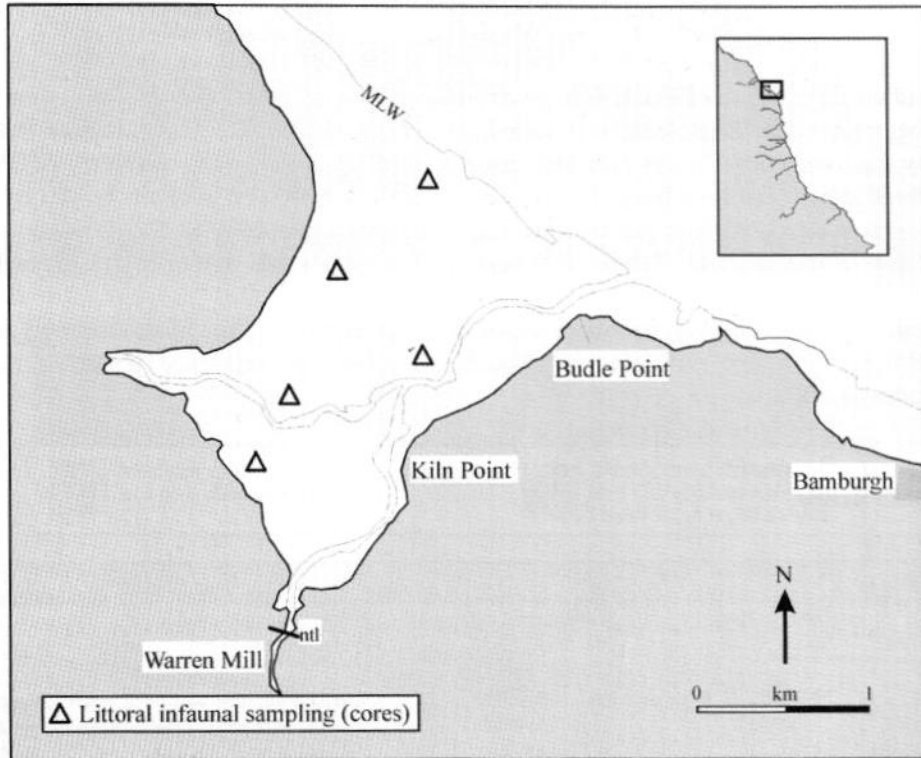 MLW
Budle Point
Kiln Point
Bamburgh
N
ntl
Warren Mill
0 km 1
Littoral infaunal sampling (cores)